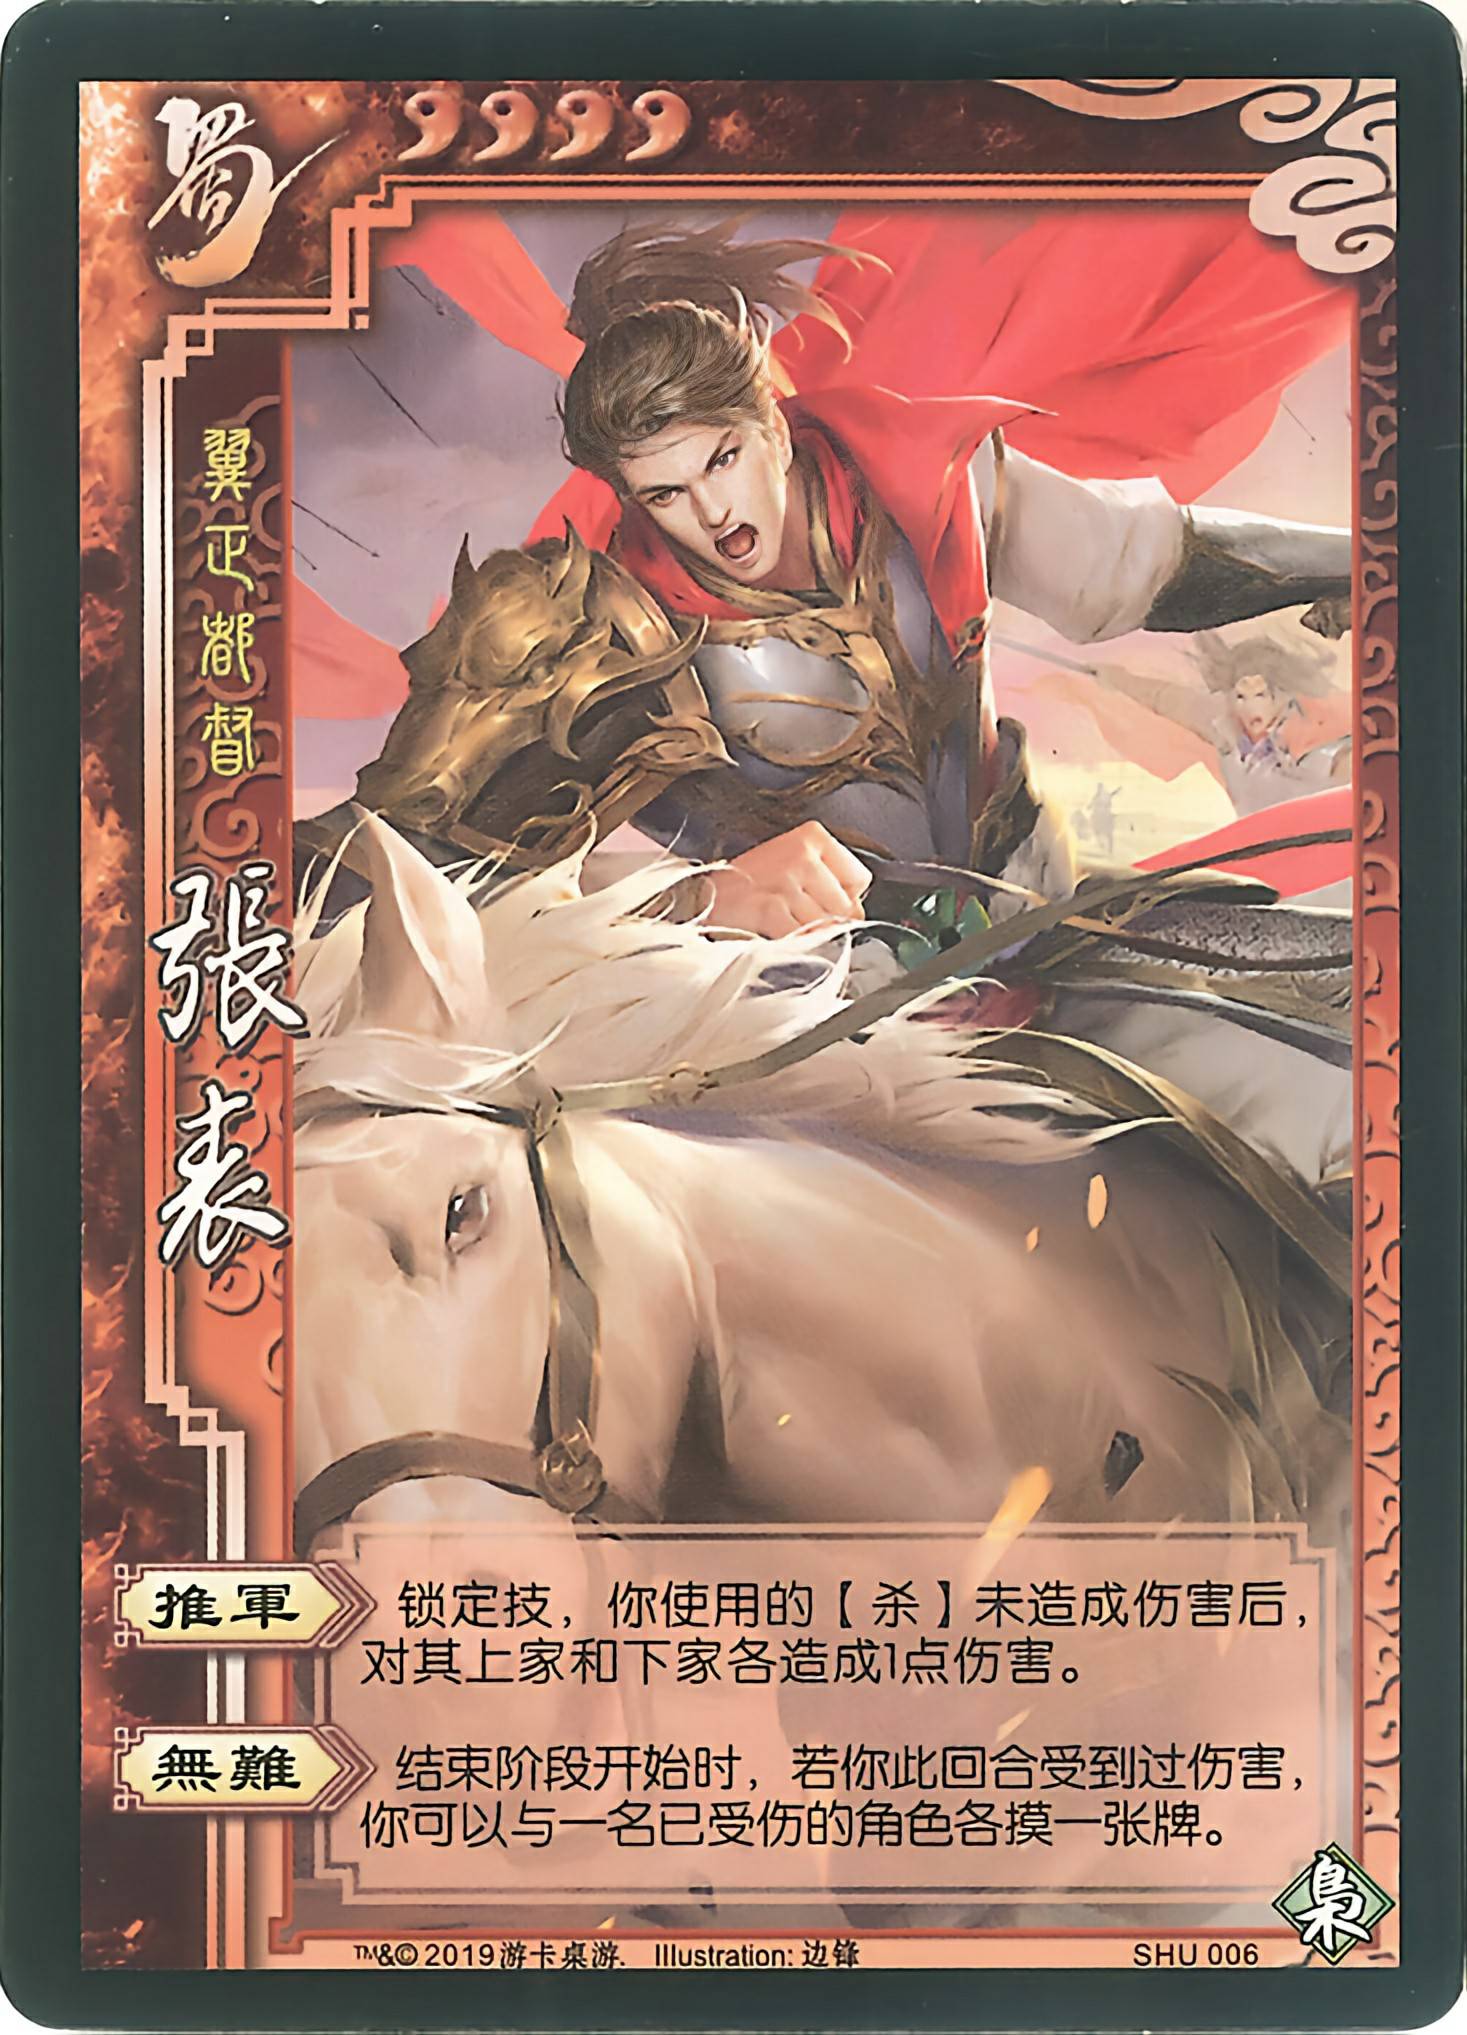 蜀
翼正都督
張表
推軍
锁定技，你使用的【杀】未造成伤害后，
对其上家和下家各造成1点伤害。
無難
结束阶段开始时，若你此回合受到过伤害，
你可以与一名已受伤的角色各摸一张牌。
梟
™&© 2019游卡桌游. Illustration: 边锋
SHU 006